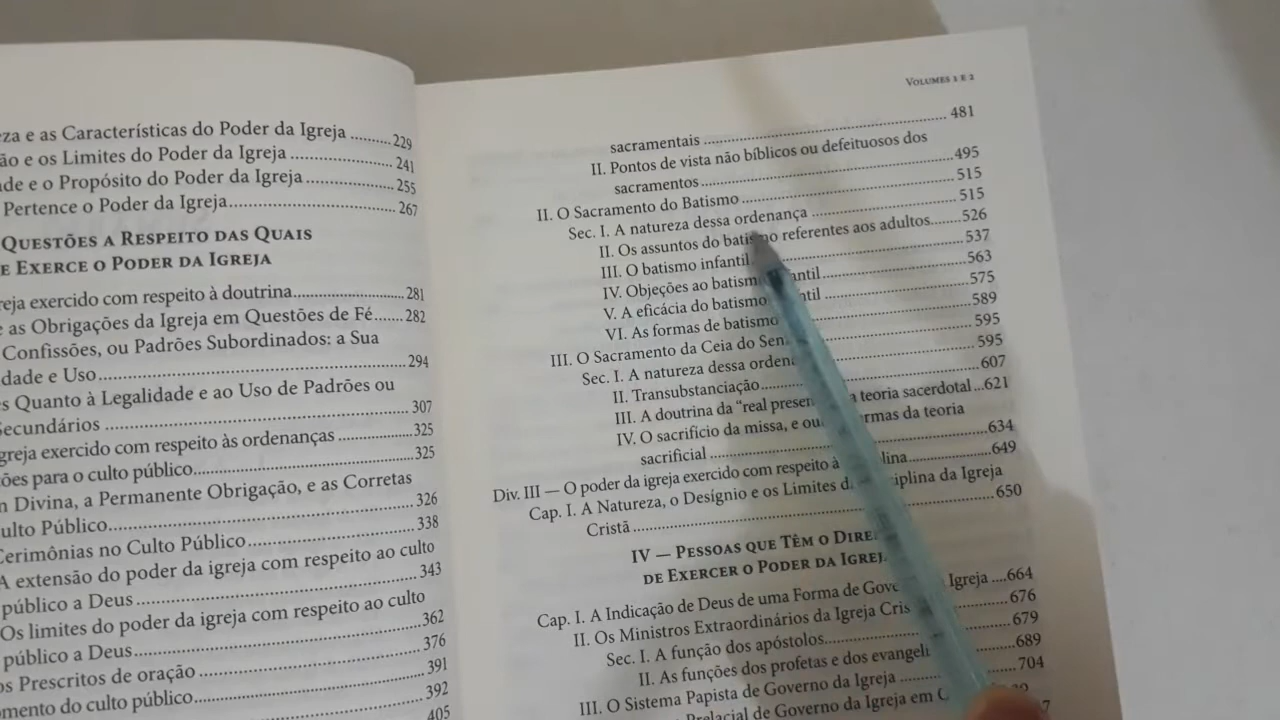 e as Características do Poder da Igreja ......... 229
e os Limites do Poder da Igreja ................ 241
e o Propósito do Poder da Igreja ................ 255
Pertence o Poder da Igreja ................ 267
Questões a Respeito das Quais
Exerce o Poder da Igreja
exercido com respeito à doutrina ................ 281
e as Obrigações da Igreja em Questões de Fé ....... 282
Confissões, ou Padrões Subordinados: a Sua
e Uso ................ 294
Quanto à Legalidade e ao Uso de Padrões ou
Secundários ................ 307
exercido com respeito às ordenanças ................ 325
para o culto público ................ 325
Divina, a Permanente Obrigação, e as Corretas
Culto Público ................ 326
Cerimônias no Culto Público ................ 338
A extensão do poder da igreja com respeito ao culto
público a Deus ................ 343
Os limites do poder da igreja com respeito ao culto
público a Deus ................ 362
Prescritos de oração ................ 376
391
do culto público ................ 392
405
Volumes 1 e 2
sacramentais ................ 481
II. Pontos de vista não bíblicos ou defeituosos dos
sacramentos ................ 495
II. O Sacramento do Batismo ................ 515
Sec. I. A natureza dessa ordenança ................ 515
II. Os assuntos do batismo referentes aos adultos ....... 526
III. O batismo infantil ................ 537
IV. Objeções ao batismo ................ 563
V. A eficácia do batismo ................ 575
VI. As formas de batismo ................ 589
III. O Sacramento da Ceia do ................ 595
Sec. I. A natureza dessa ................ 595
II. Transubstanciação ................ 607
III. A doutrina da “real teoria sacerdotal ... 621
IV. O sacrifício da missa, e da teoria
sacrificial ................ 634
Div. III — O poder da igreja exercido com respeito à ................ 649
Cap. I. A Natureza, o Desígnio e os Limites da Igreja
Cristã ................ 650
IV — Pessoas que Têm o
de Exercer o Poder da
Cap. I. A Indicação de Deus de uma Forma de Igreja .... 664
II. Os Ministros Extraordinários da Igreja ................ 676
Sec. I. A função dos apóstolos ................ 679
II. As funções dos profetas e dos ................ 689
III. O Sistema Papista de Governo da Igreja ................ 704
de Governo da Igreja em